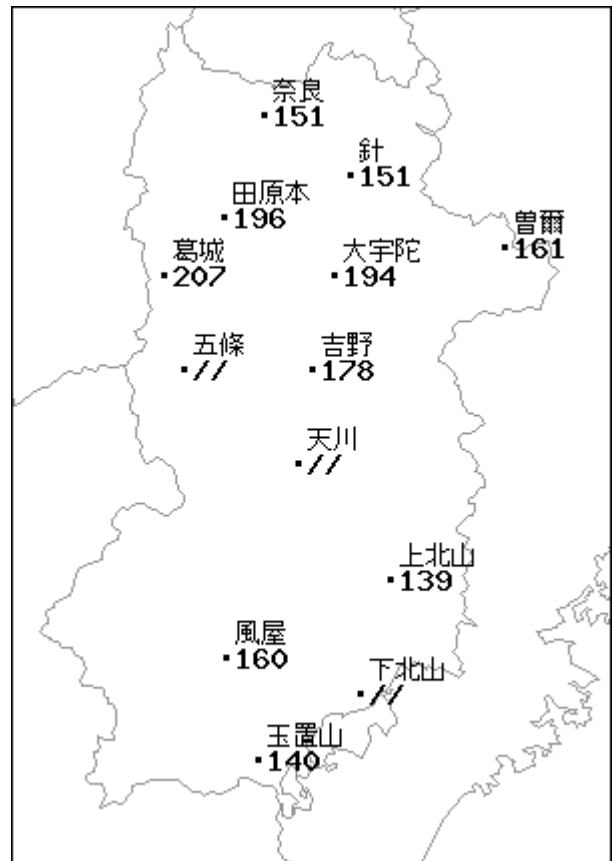 奈良
151
針
151
田原本
196
曽爾
161
葛城
207
大宇陀
194
五條
//
吉野
178
天川
//
上北山
139
風屋
160
下北山
//
玉置山
140